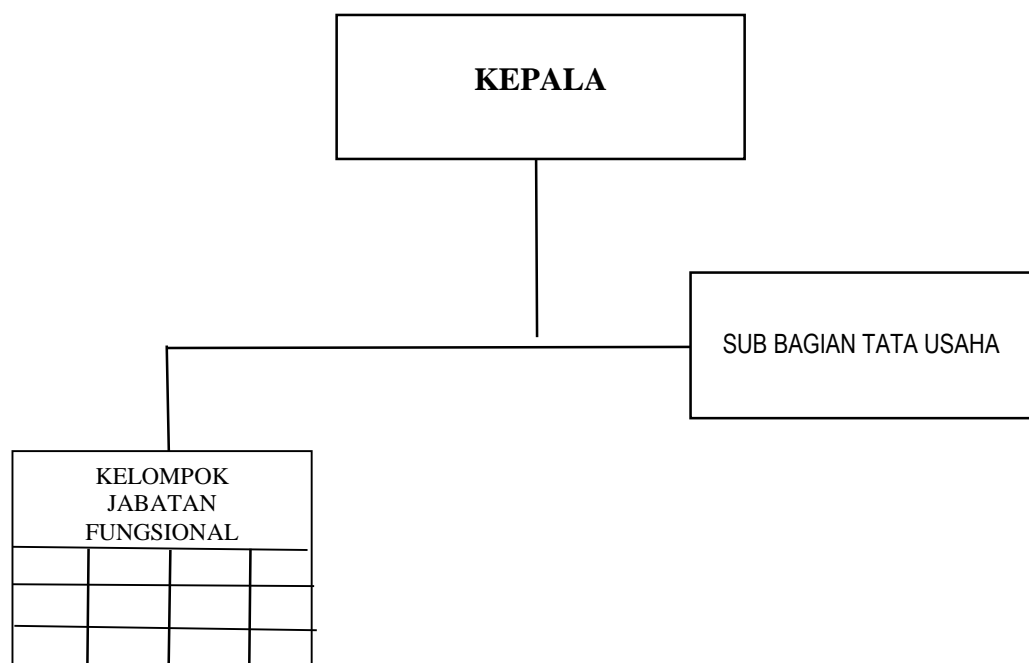 KEPALA
SUB BAGIAN TATA USAHA
KELOMPOK
JABATAN
FUNGSIONAL